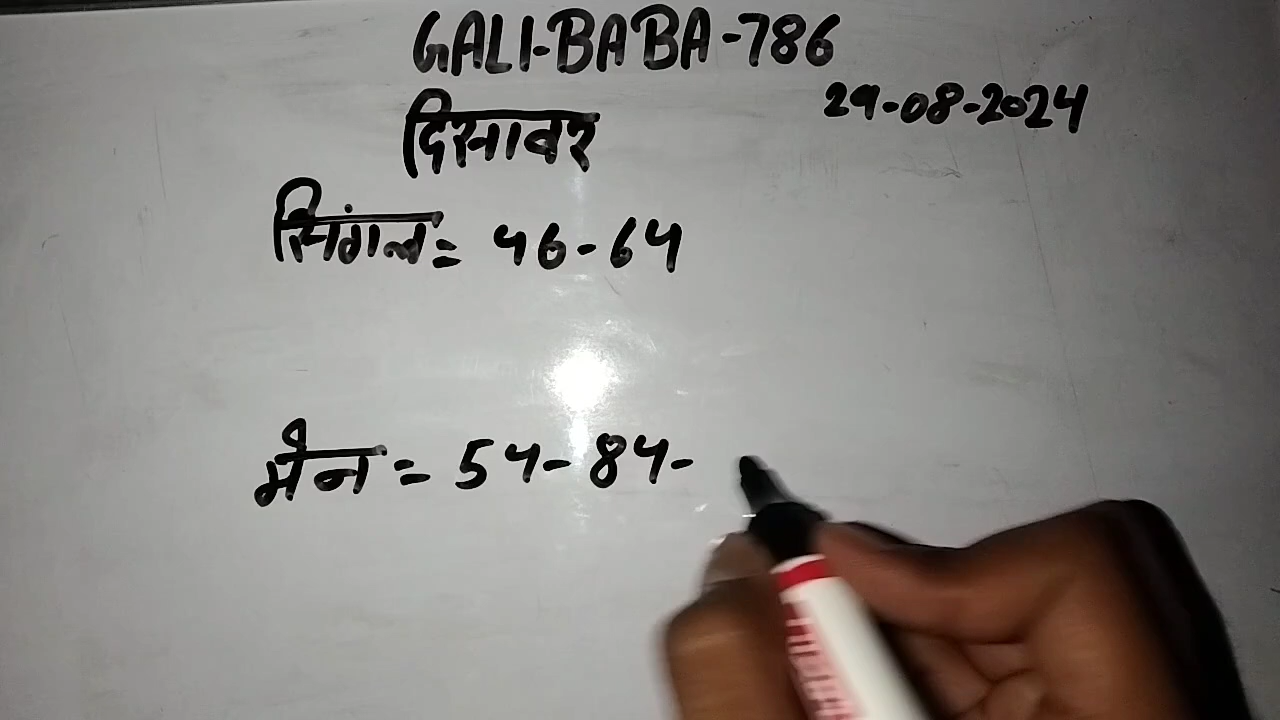 GALI-BABA-786
29-08-2024
दिसावर
सिंगल = 46-64
मेन = 54-84-